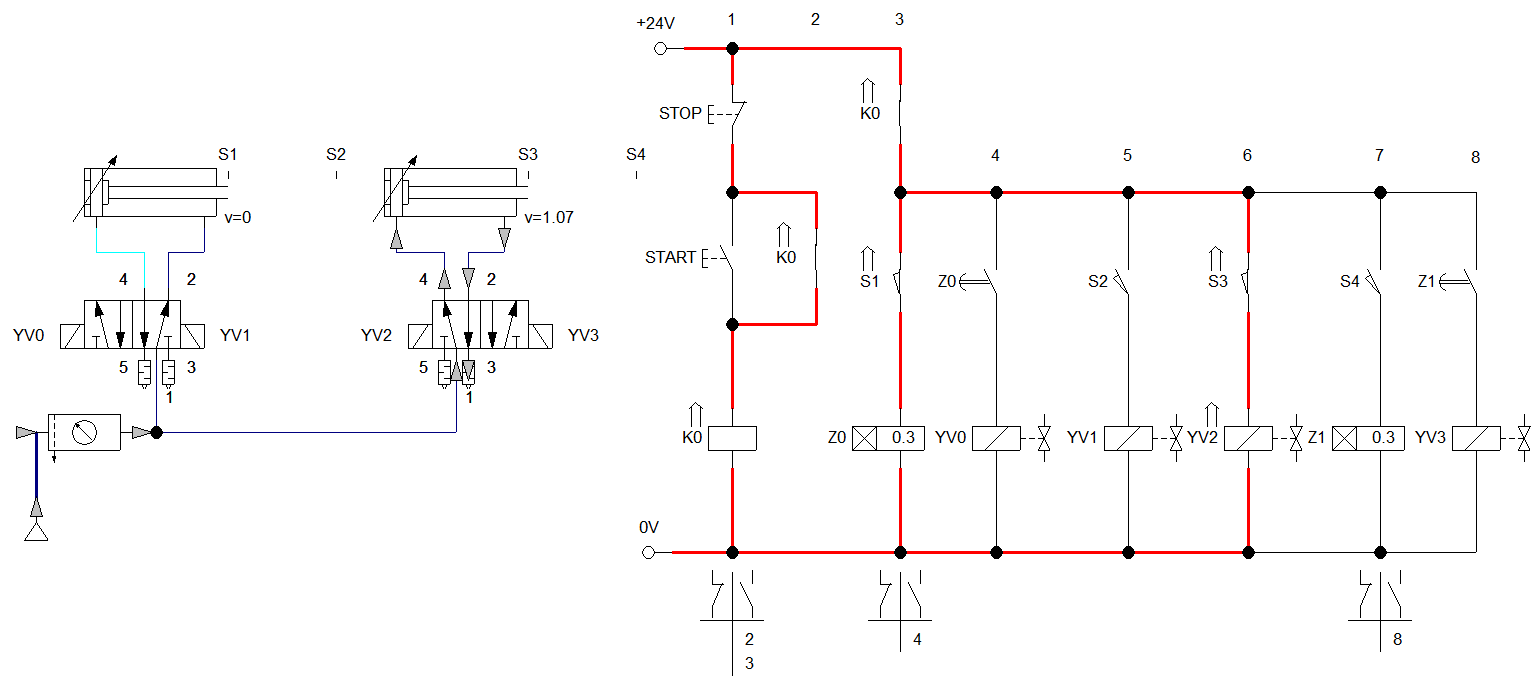 +24V 1 2 3
STOP K0
S1 S2 S3 S4 4 5 6 7 8
v=0 v=1.07
START K0 S1 Z0 S2 S3 S4 Z1
4 2 4 2
YV0 YV1 YV2 YV3
5 3 5 3
1 1
K0 Z0 0.3 YV0 YV1 YV2 Z1 0.3 YV3
0V
2 4 8
3